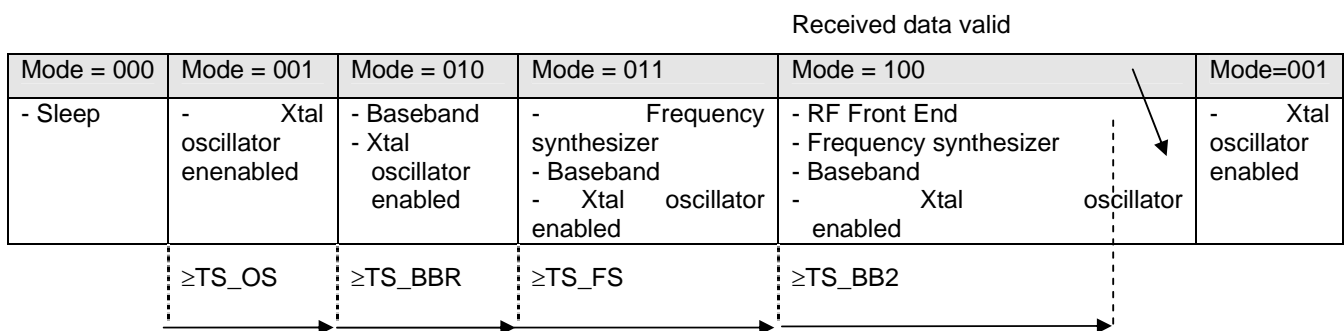 Received data valid
Mode = 000
Mode = 001
Mode = 010
Mode = 011
Mode = 100
Mode=001
- Sleep
- Xtal
oscillator
enenabled
- Baseband
- Xtal
oscillator
enabled
- Frequency
synthesizer
- Baseband
- Xtal oscillator
enabled
- RF Front End
- Frequency synthesizer
- Baseband
- Xtal oscillator
enabled
- Xtal
oscillator
enabled
≥TS_OS
≥TS_BBR
≥TS_FS
≥TS_BB2